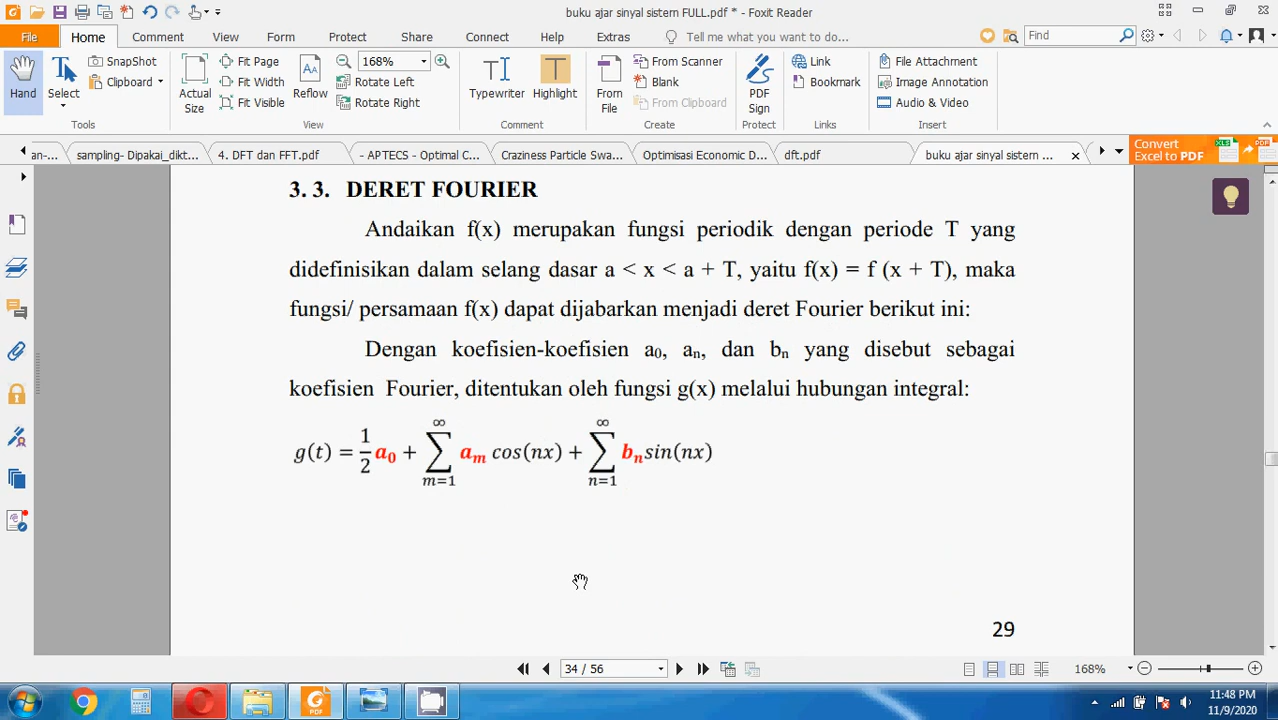 buku ajar sinyal sistern FULL.pdf * - Foxit Reader
File Home Comment View Form Protect Share Connect Help Extras Tell me what you want to do... Find
Hand
Select
SnapShot
Clipboard
Tools
Actual Size
Fit Page
Fit Width
Fit Visible
Reflow
168%
Rotate Left
Rotate Right
View
Typewriter
Highlight
Comment
From File
From Scanner
Blank
From Clipboard
Create
PDF Sign
Protect
Link
Bookmark
Links
File Attachment
Image Annotation
Audio & Video
Insert
an-... sampling- Dipakai_dikt... 4. DFT dan FFT.pdf - APTECS - Optimal C... Craziness Particle Swa... Optimisasi Economic D... dft.pdf buku ajar sinyal sistern ...
Convert
Excel to PDF
3. 3. DERET FOURIER
Andaikan f(x) merupakan fungsi periodik dengan periode T yang
didefinisikan dalam selang dasar a < x < a + T, yaitu f(x) = f (x + T), maka
fungsi/ persamaan f(x) dapat dijabarkan menjadi deret Fourier berikut ini:
Dengan koefisien-koefisien a₀, aₙ, dan bₙ yang disebut sebagai
koefisien Fourier, ditentukan oleh fungsi g(x) melalui hubungan integral:
g(t) = 1/2 a₀ + ∑_{m=1}^{∞} aₘ cos(nx) + ∑_{n=1}^{∞} bₙ sin(nx)
29
34 / 56
168%
11:48 PM
11/9/2020